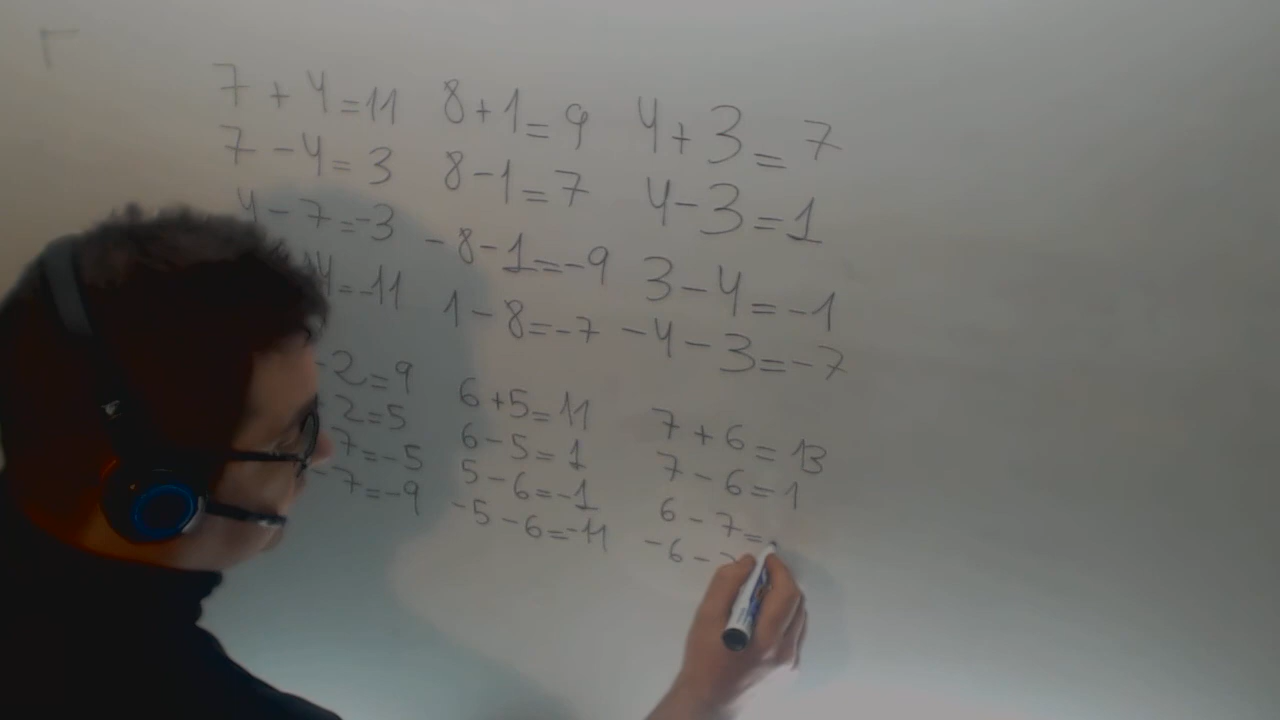 7 + 4 = 11
7 - 4 = 3
4 - 7 = -3
4 = -11
8 + 1 = 9
8 - 1 = 7
-8 - 1 = -9
1 - 8 = -7
4 + 3 = 7
4 - 3 = 1
3 - 4 = -1
-4 - 3 = -7
2 = 9
2 = 5
7 = -5
-7 = -9
6 + 5 = 11
6 - 5 = 1
5 - 6 = -1
-5 - 6 = -11
7 + 6 = 13
7 - 6 = 1
6 - 7 =
-6 -